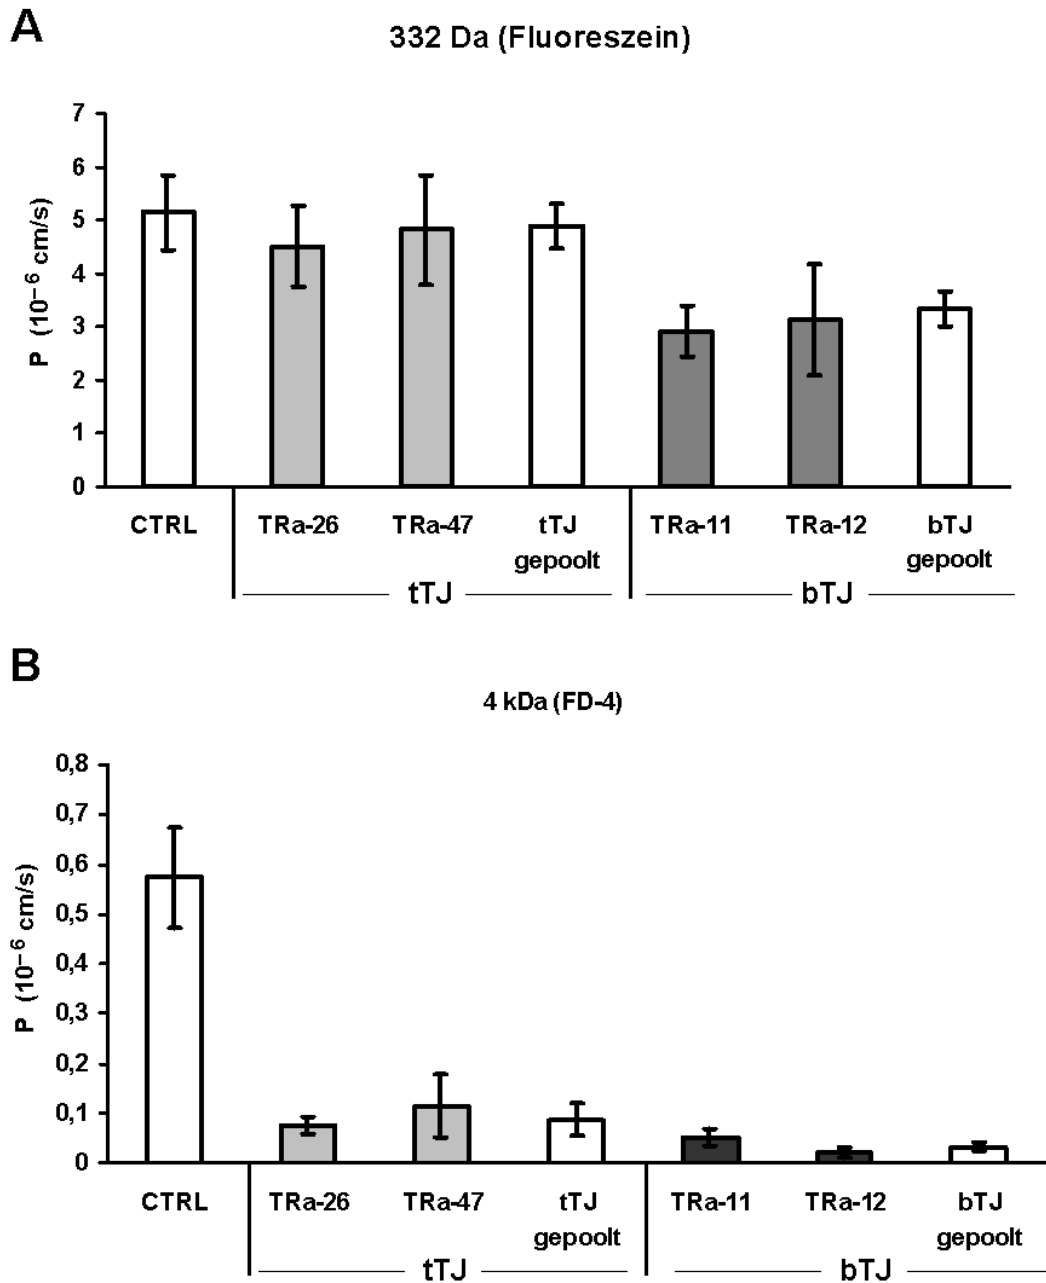 A
332 Da (Fluoreszein)
P (10⁻⁶ cm/s)
7
6
5
4
3
2
1
0
CTRL TRa-26 TRa-47 tTJ TRa-11 TRa-12 bTJ
gepoolt gepoolt
tTJ bTJ
B
4 kDa (FD-4)
P (10⁻⁶ cm/s)
0,8
0,7
0,6
0,5
0,4
0,3
0,2
0,1
0
CTRL TRa-26 TRa-47 tTJ TRa-11 TRa-12 bTJ
gepoolt gepoolt
tTJ bTJ